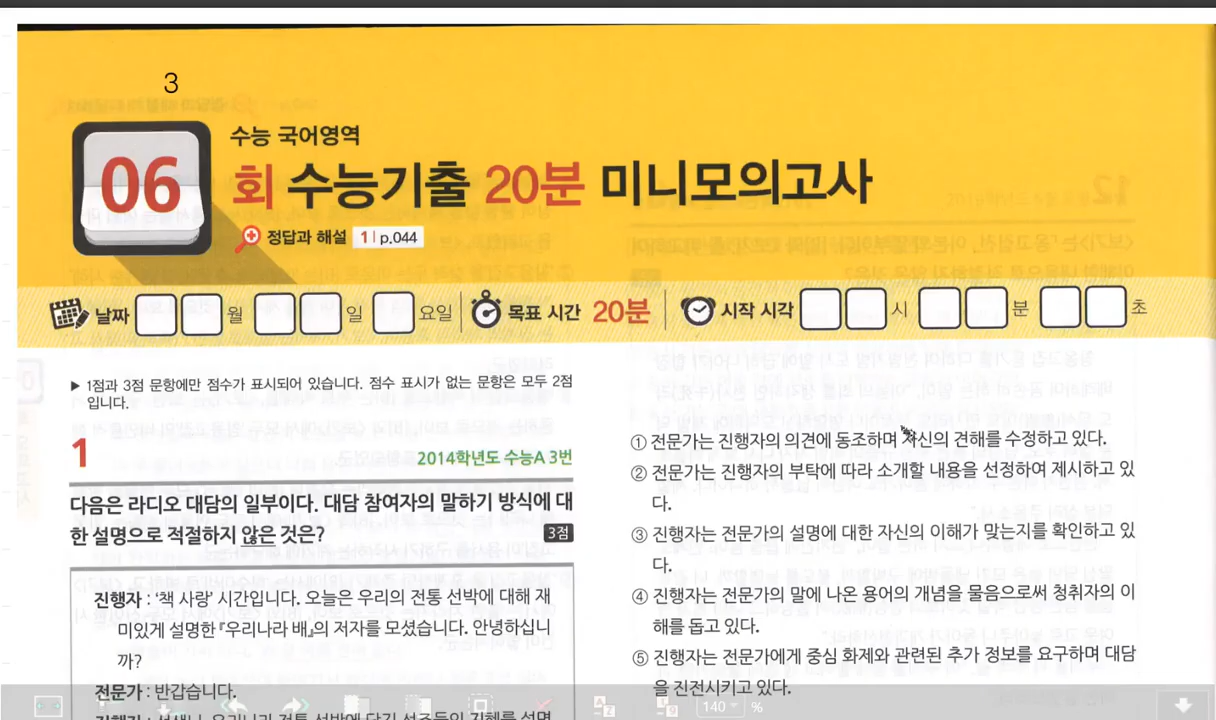 3
수능 국어영역
06 회 수능기출 20분 미니모의고사
정답과 해설 1 | p.044
날짜 월 일 요일 목표 시간 20분 시작 시각 시 분 초
▶ 1점과 3점 문항에만 점수가 표시되어 있습니다. 점수 표시가 없는 문항은 모두 2점
입니다.
1
2014학년도 수능A 3번
다음은 라디오 대담의 일부이다. 대담 참여자의 말하기 방식에 대
한 설명으로 적절하지 않은 것은? 3점
진행자 : ‘책 사랑’ 시간입니다. 오늘은 우리의 전통 선박에 대해 재
미있게 설명한 『우리나라 배』의 저자를 모셨습니다. 안녕하십니
까?
전문가 : 반갑습니다.
① 전문가는 진행자의 의견에 동조하며 자신의 견해를 수정하고 있다.
② 전문가는 진행자의 부탁에 따라 소개할 내용을 선정하여 제시하고 있
다.
③ 진행자는 전문가의 설명에 대한 자신의 이해가 맞는지를 확인하고 있
다.
④ 진행자는 전문가의 말에 나온 용어의 개념을 물음으로써 청취자의 이
해를 돕고 있다.
⑤ 진행자는 전문가에게 중심 화제와 관련된 추가 정보를 요구하며 대담
을 진전시키고 있다.
140 %